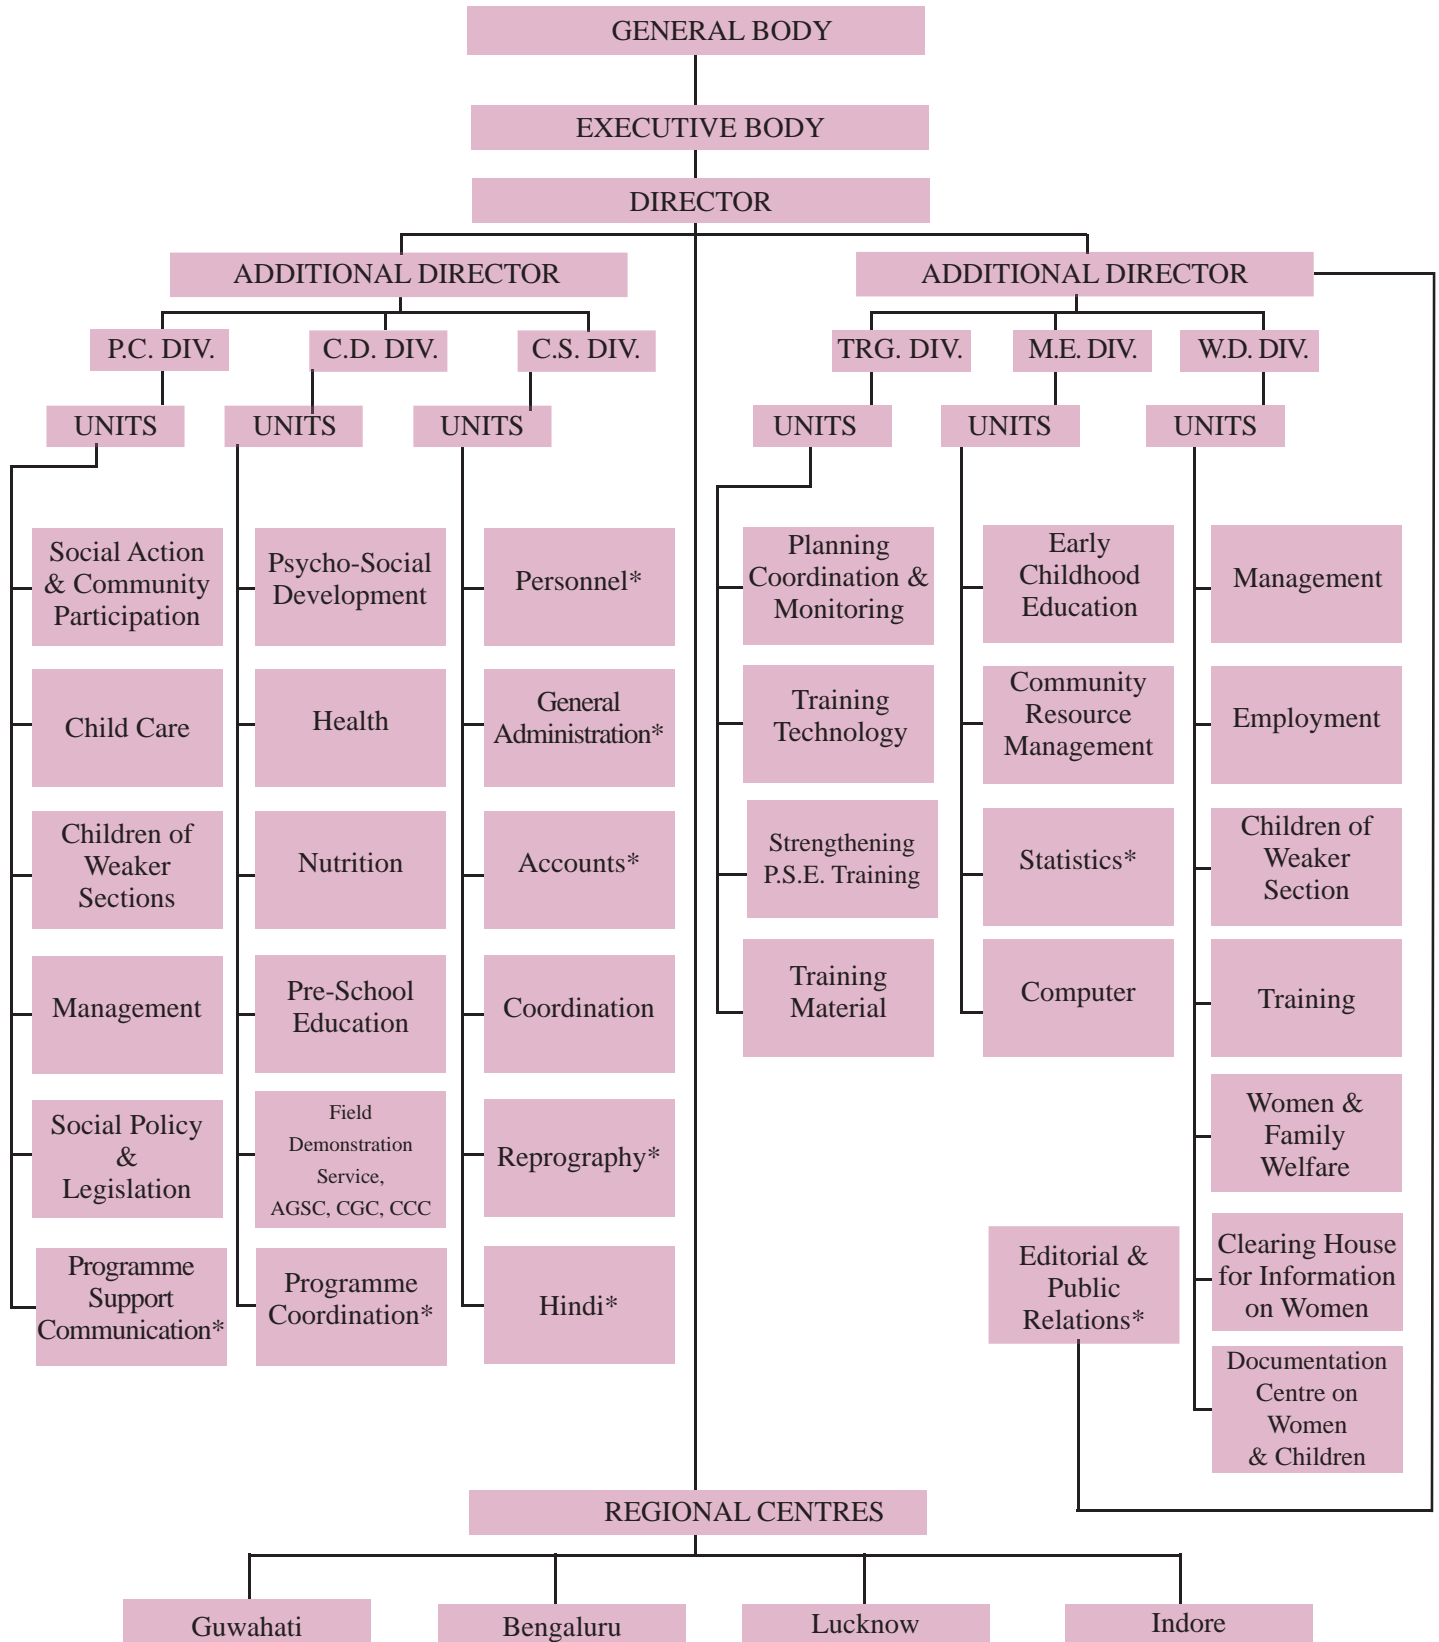 GENERAL BODY
EXECUTIVE BODY
DIRECTOR
ADDITIONAL DIRECTOR
ADDITIONAL DIRECTOR
P.C. DIV.
C.D. DIV.
C.S. DIV.
TRG. DIV.
M.E. DIV.
W.D. DIV.
UNITS
UNITS
UNITS
UNITS
UNITS
UNITS
Social Action
& Community
Participation
Child Care
Children of
Weaker
Sections
Management
Social Policy
&
Legislation
Programme
Support
Communication*
Psycho-Social
Development
Health
Nutrition
Pre-School
Education
Field
Demonstration
Service,
AGSC, CGC, CCC
Programme
Coordination*
Personnel*
General
Administration*
Accounts*
Coordination
Reprography*
Hindi*
Planning
Coordination &
Monitoring
Training
Technology
Strengthening
P.S.E. Training
Training
Material
Early
Childhood
Education
Community
Resource
Management
Statistics*
Computer
Management
Employment
Children of
Weaker
Section
Training
Women &
Family
Welfare
Clearing House
for Information
on Women
Documentation
Centre on
Women
& Children
Editorial &
Public
Relations*
REGIONAL CENTRES
Guwahati
Bengaluru
Lucknow
Indore